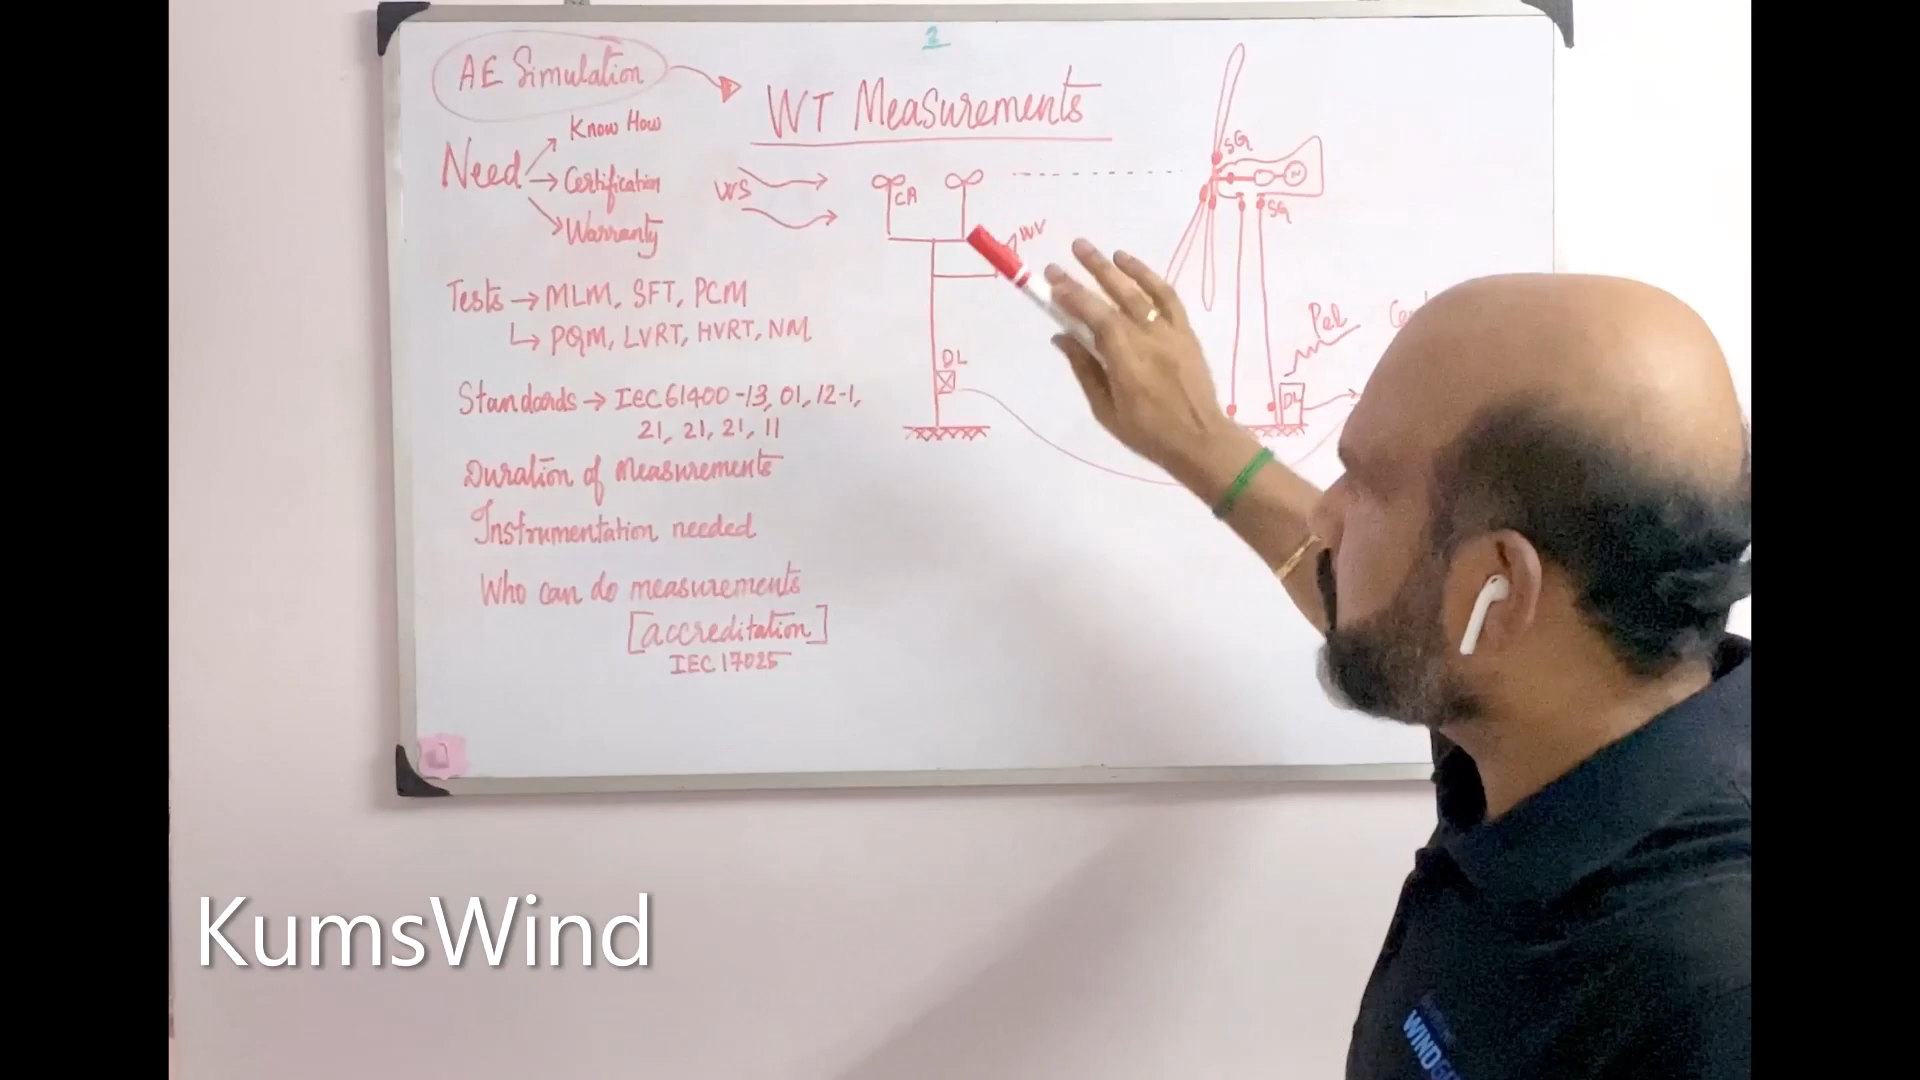 2
AE Simulation
WT Measurements
Need
Know How
Certification
Warranty
WS
CA
WV
SG
N
SG
Tests → MLM, SFT, PCM
↳ PQM, LVRT, HVRT, NM
DL
DL
Standards → IEC 61400 -13, 01, 12-1,
21, 21, 21, 11
Duration of Measurements
Instrumentation needed
Who can do measurements
[accreditation]
IEC 17025
KumsWind